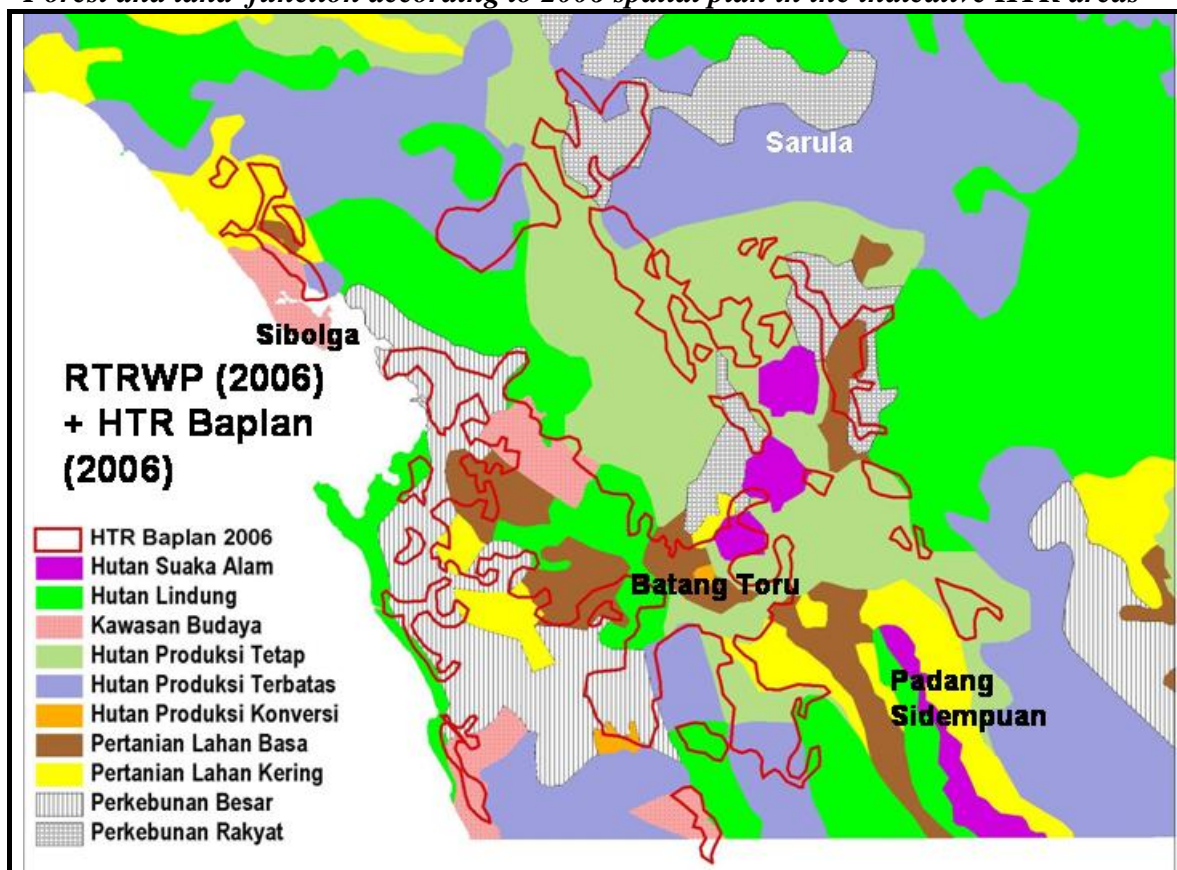 Forest and land function according to 2006 spatial plan in the indicative HTR areas
Sarula
Sibolga
RTRWP (2006)
+ HTR Baplan
(2006)
Batang Toru
Padang
Sidempuan
HTR Baplan 2006
Hutan Suaka Alam
Hutan Lindung
Kawasan Budaya
Hutan Produksi Tetap
Hutan Produksi Terbatas
Hutan Produksi Konversi
Pertanian Lahan Basa
Pertanian Lahan Kering
Perkebunan Besar
Perkebunan Rakyat